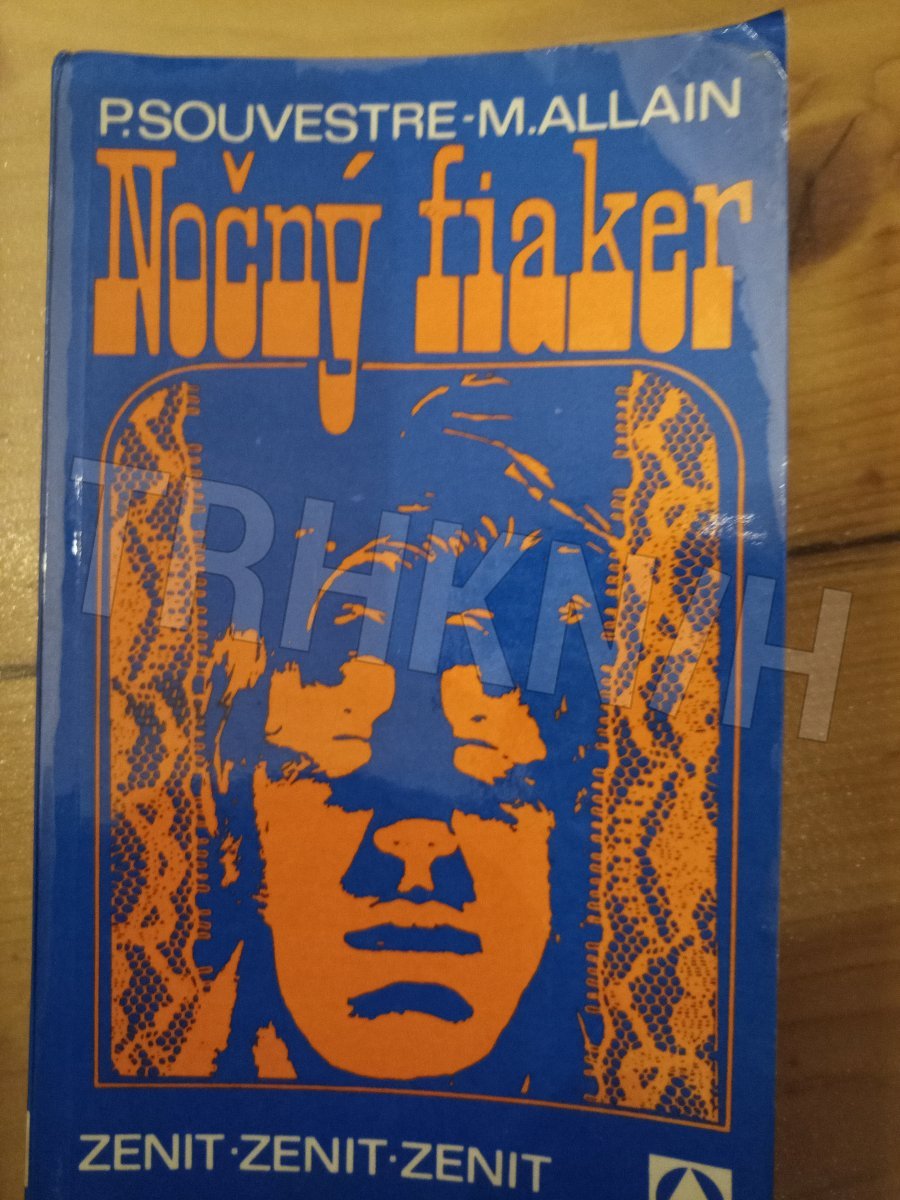 P.SOUVESTRE-M.ALLAIN
Nočný fiaker
TRHKNIH
ZENIT·ZENIT·ZENIT